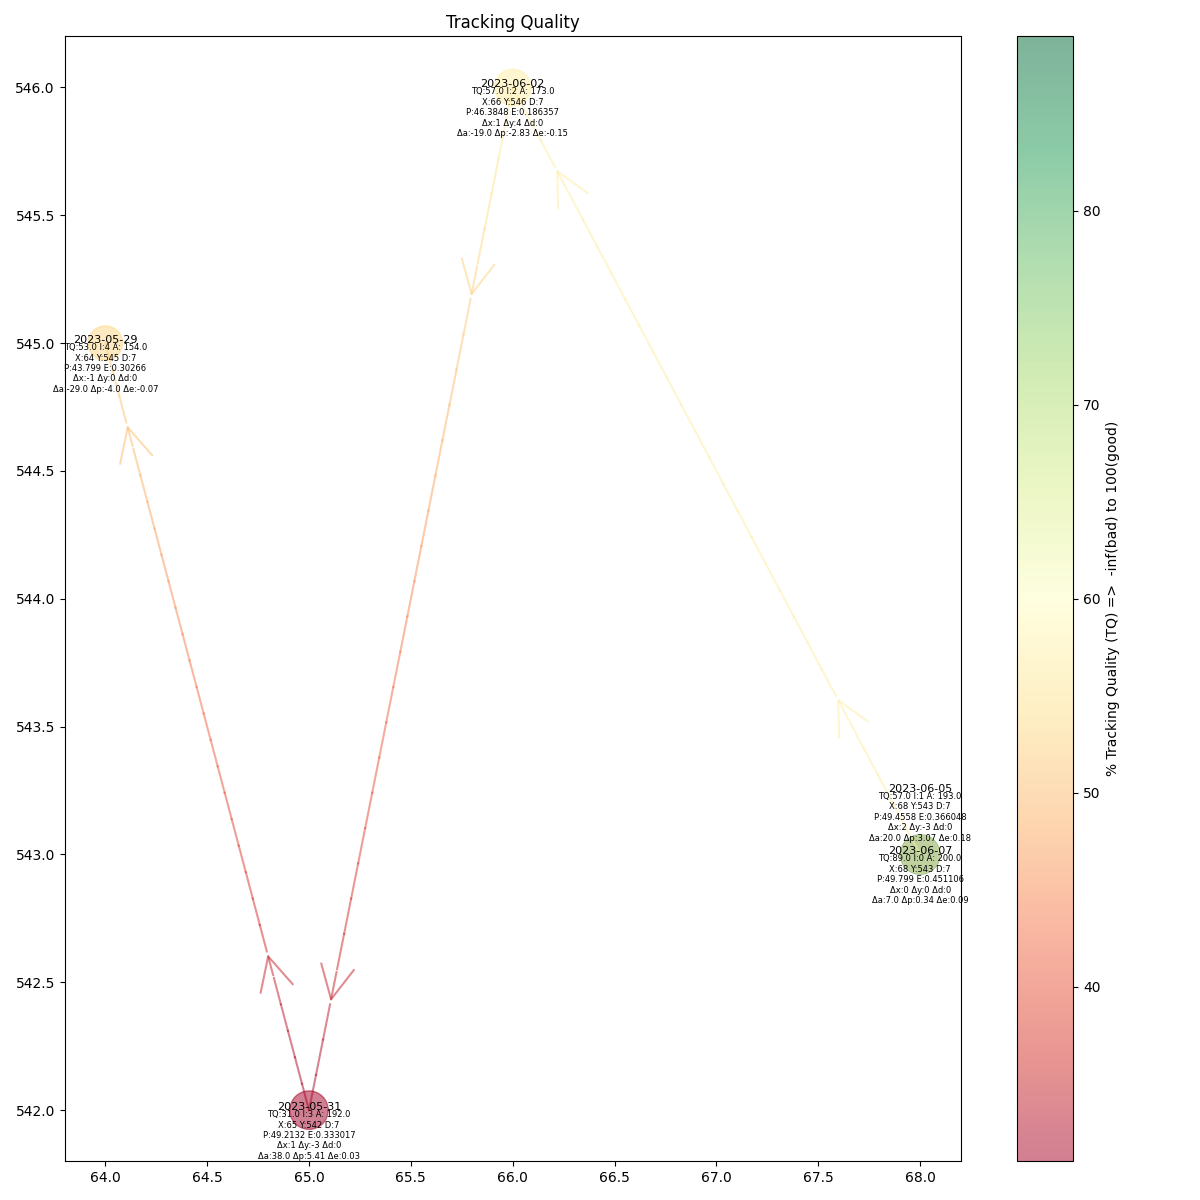 Tracking Quality
546.0
545.5
545.0
544.5
544.0
543.5
543.0
542.5
542.0
2023-06-02
TQ:57.0 I:2 A: 173.0
X:66 Y:546 D:7
P:46.3848 E:0.186357
Δx:1 Δy:4 Δd:0
Δa:-19.0 Δp:-2.83 Δe:-0.15
2023-05-29
TQ:53.0 I:4 A: 154.0
X:64 Y:545 D:7
P:43.799 E:0.30266
Δx:-1 Δy:0 Δd:0
Δa:-29.0 Δp:-4.0 Δe:-0.07
2023-06-05
TQ:57.0 I:1 A: 193.0
X:68 Y:543 D:7
P:49.4558 E:0.366048
Δx:2 Δy:-3 Δd:0
Δa:20.0 Δp:3.07 Δe:0.18
2023-06-07
TQ:89.0 I:0 A: 200.0
X:68 Y:543 D:7
P:49.799 E:0.451106
Δx:0 Δy:0 Δd:0
Δa:7.0 Δp:0.34 Δe:0.09
2023-05-31
TQ:31.0 I:3 A: 192.0
X:65 Y:542 D:7
P:49.2132 E:0.333017
Δx:1 Δy:-3 Δd:0
Δa:38.0 Δp:5.41 Δe:0.03
64.0 64.5 65.0 65.5 66.0 66.5 67.0 67.5 68.0
80
70
60
50
40
% Tracking Quality (TQ) =>  -inf(bad) to 100(good)